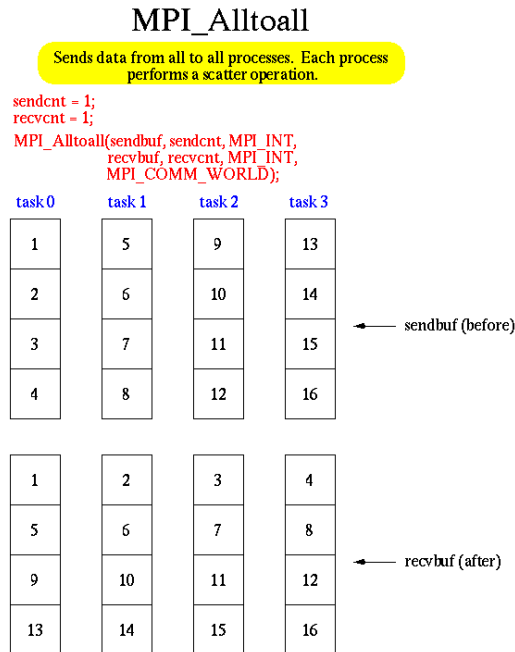 MPI_Alltoall
Sends data from all to all processes. Each process
performs a scatter operation.
sendcnt = 1;
recvcnt = 1;
MPI_Alltoall(sendbuf, sendcnt, MPI_INT,
recvbuf, recvcnt, MPI_INT,
MPI_COMM_WORLD);
task 0 task 1 task 2 task 3
1 5 9 13
2 6 10 14
sendbuf (before)
3 7 11 15
4 8 12 16
1 2 3 4
5 6 7 8
recvbuf (after)
9 10 11 12
13 14 15 16